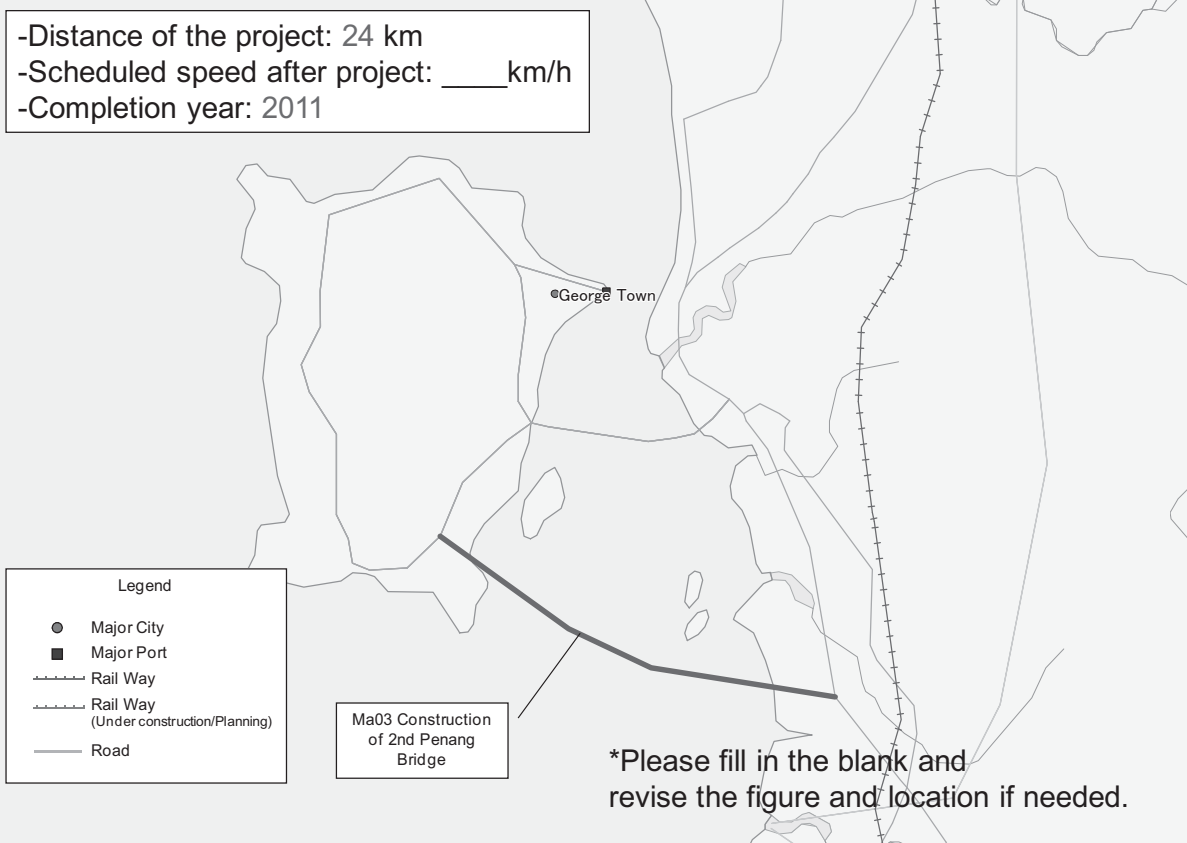 -Distance of the project: 24 km
-Scheduled speed after project: ____km/h
-Completion year: 2011
George Town
Legend
Major City
Major Port
Rail Way
Rail Way
(Under construction/Planning)
Road
Ma03 Construction
of 2nd Penang
Bridge
*Please fill in the blank and
revise the figure and location if needed.